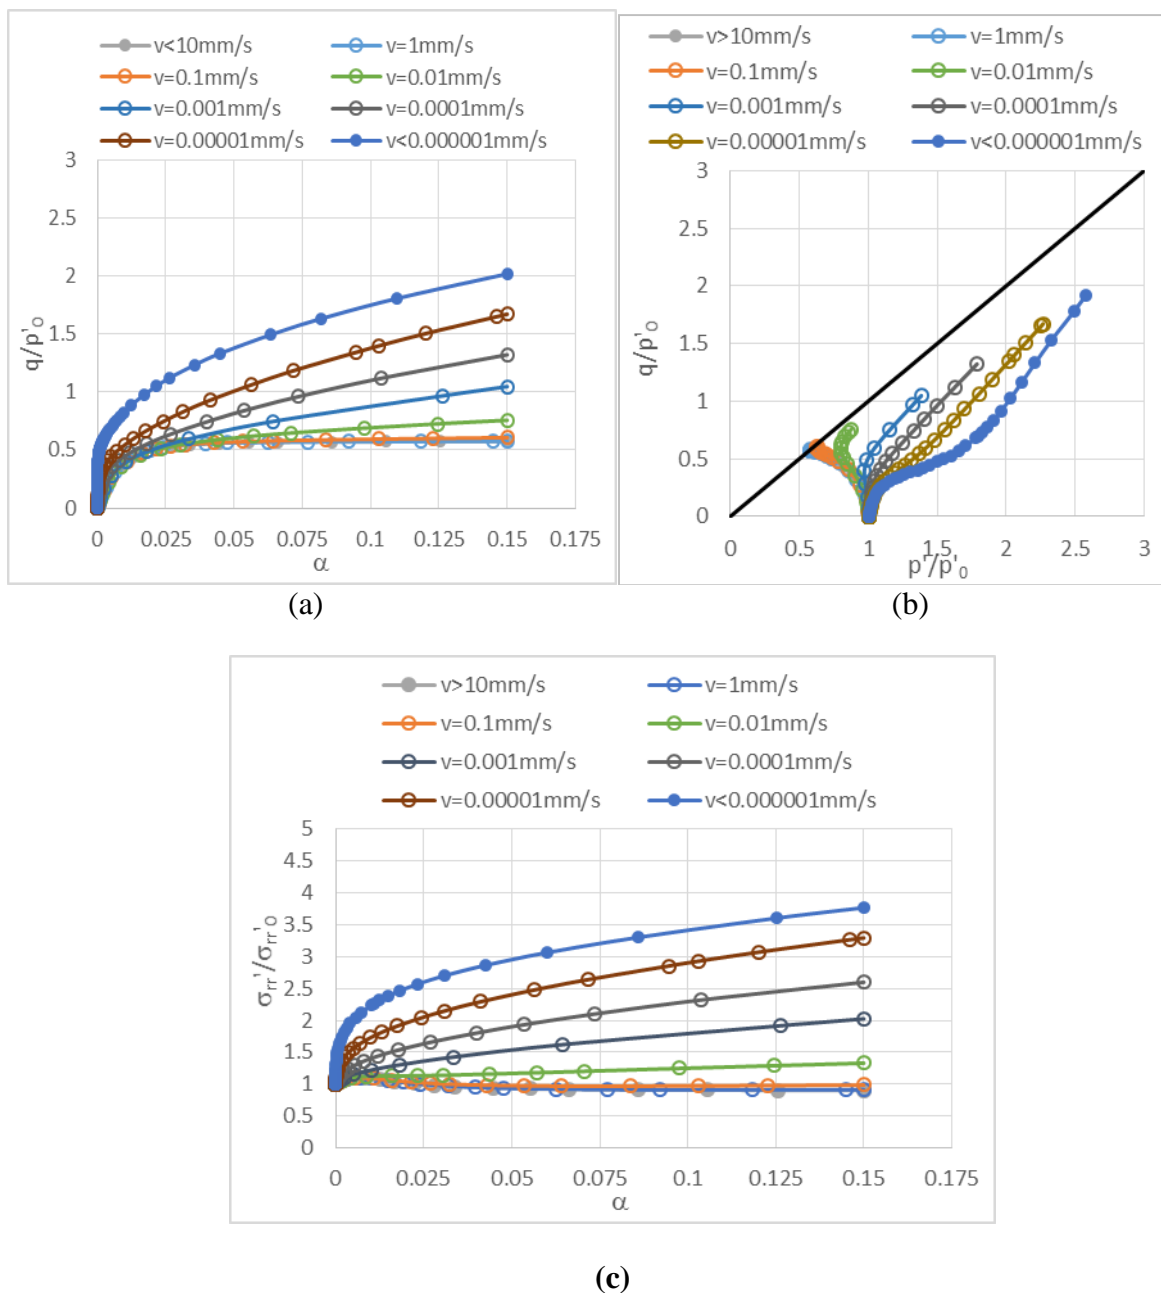 v<10mm/s v=1mm/s
v=0.1mm/s v=0.01mm/s
v=0.001mm/s v=0.0001mm/s
v=0.00001mm/s v<0.000001mm/s
3
2.5
2
1.5
1
0.5
0
q/p'0
0 0.025 0.05 0.075 0.1 0.125 0.15 0.175
α
(a)
v>10mm/s v=1mm/s
v=0.1mm/s v=0.01mm/s
v=0.001mm/s v=0.0001mm/s
v=0.00001mm/s v<0.000001mm/s
3
2.5
2
1.5
1
0.5
0
q/p'0
0 0.5 1 1.5 2 2.5 3
p'/p'0
(b)
v>10mm/s v=1mm/s
v=0.1mm/s v=0.01mm/s
v=0.001mm/s v=0.0001mm/s
v=0.00001mm/s v<0.000001mm/s
5
4.5
4
3.5
3
2.5
2
1.5
1
0.5
0
σrr'/σrr'0
0 0.025 0.05 0.075 0.1 0.125 0.15 0.175
α
(c)